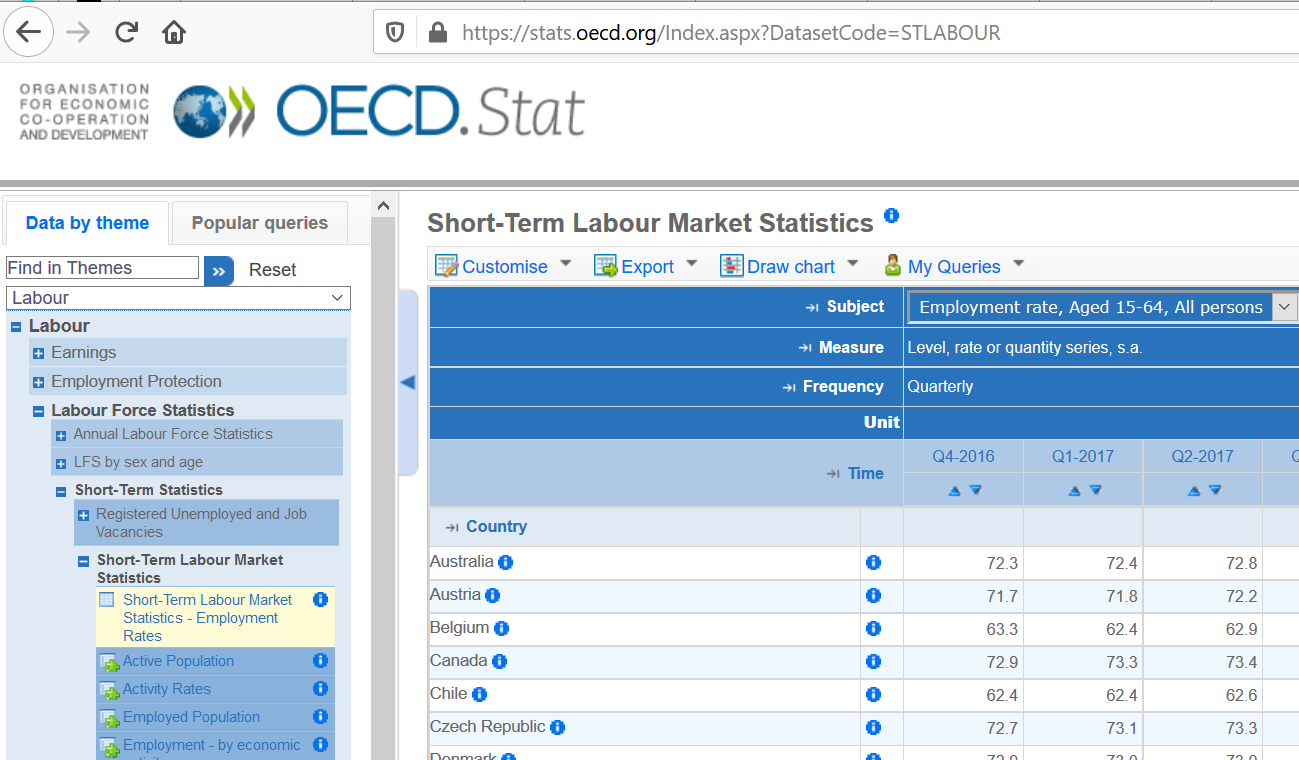 https://stats.oecd.org/Index.aspx?DatasetCode=STLABOUR
ORGANISATION
FOR ECONOMIC
CO-OPERATION
AND DEVELOPMENT
OECD.Stat
Data by theme
Popular queries
Find in Themes
»
Reset
Labour
Labour
Earnings
Employment Protection
Labour Force Statistics
Annual Labour Force Statistics
LFS by sex and age
Short-Term Statistics
Registered Unemployed and Job
Vacancies
Short-Term Labour Market
Statistics
Short-Term Labour Market
Statistics - Employment
Rates
Active Population
Activity Rates
Employed Population
Employment - by economic
Short-Term Labour Market Statistics
Customise Export Draw chart My Queries
Subject Employment rate, Aged 15-64, All persons
Measure Level, rate or quantity series, s.a.
Frequency Quarterly
Unit
Time Q4-2016 Q1-2017 Q2-2017
Country
Australia 72.3 72.4 72.8
Austria 71.7 71.8 72.2
Belgium 63.3 62.4 62.9
Canada 72.9 73.3 73.4
Chile 62.4 62.4 62.6
Czech Republic 72.7 73.1 73.3
Denmark